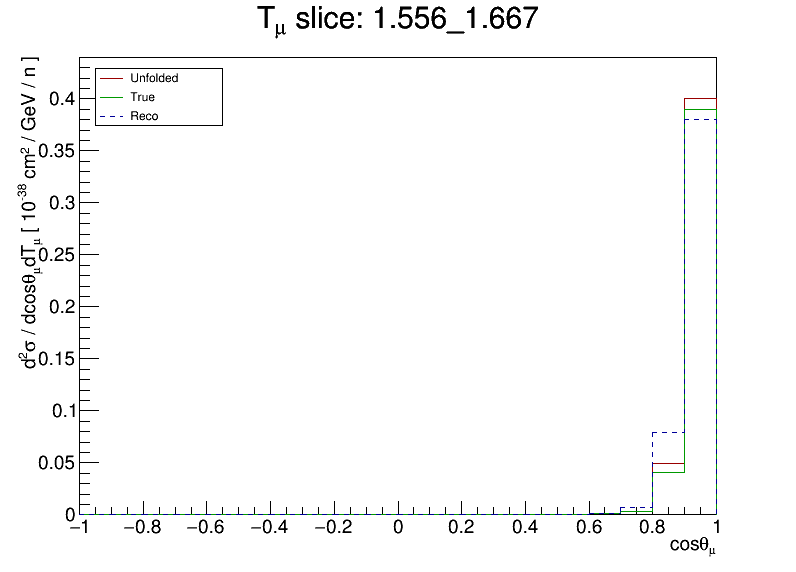 Tμ slice: 1.556_1.667
d²σ / dcosθμdTμ [ 10⁻³⁸ cm² / GeV / n ]
Unfolded
True
Reco
0.4
0.35
0.3
0.25
0.2
0.15
0.1
0.05
0
−1 −0.8 −0.6 −0.4 −0.2 0 0.2 0.4 0.6 0.8 1
cosθμ